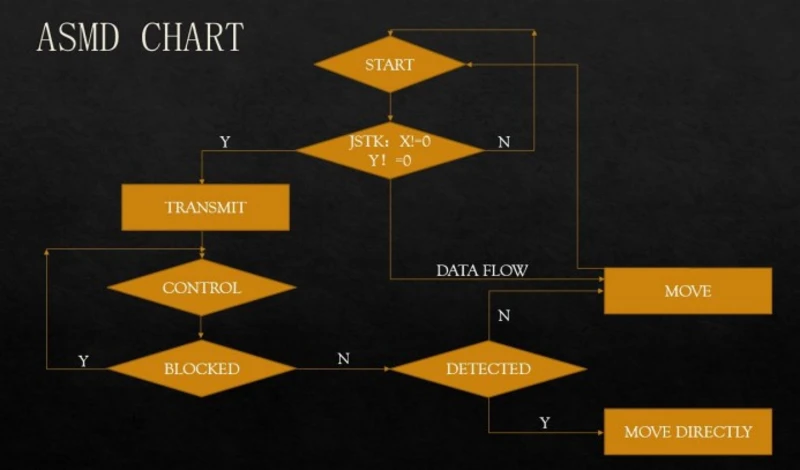 ASMD CHART
START
JSTK: X!=0
Y! =0
Y
N
TRANSMIT
DATA FLOW
CONTROL
MOVE
N
BLOCKED
Y
N
DETECTED
Y
MOVE DIRECTLY